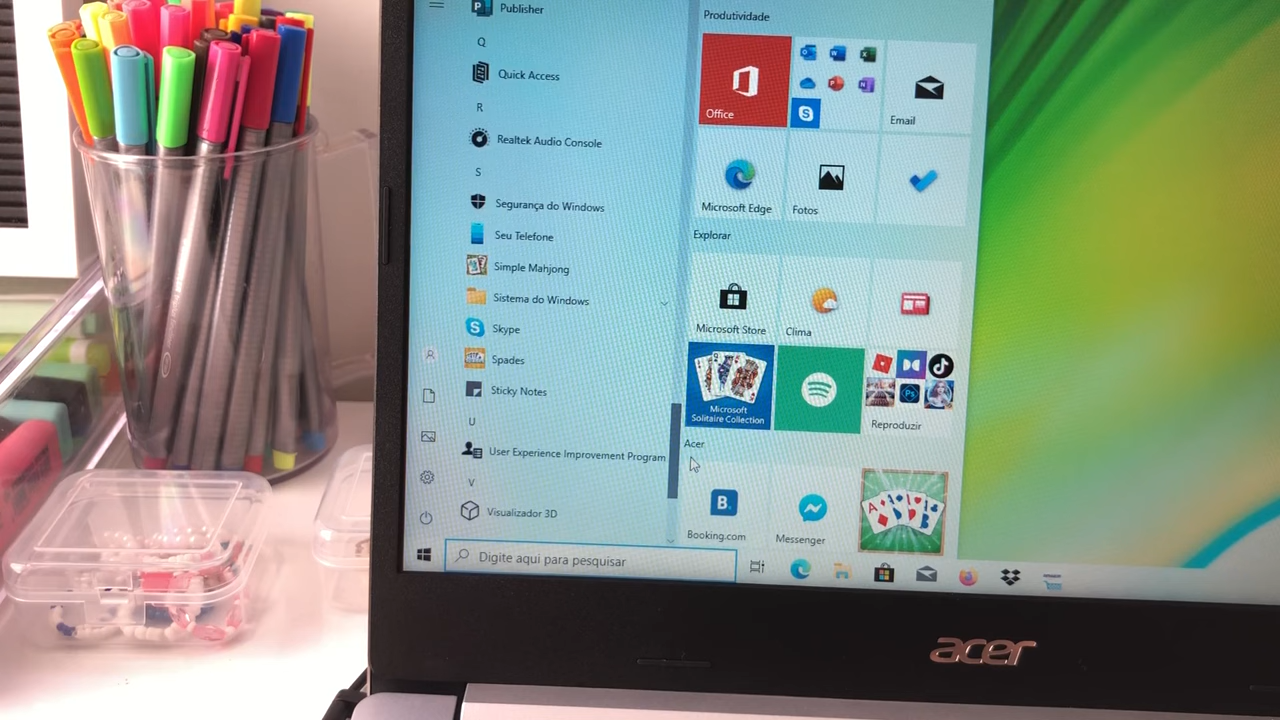 Publisher
Q
Quick Access
R
Realtek Audio Console
S
Segurança do Windows
Seu Telefone
Simple Mahjong
Sistema do Windows
Skype
Spades
Sticky Notes
U
User Experience Improvement Program
V
Visualizador 3D
Digite aqui para pesquisar
Produtividade
Office
Email
Microsoft Edge
Fotos
Explorar
Microsoft Store
Clima
Microsoft
Solitaire Collection
Ps
Reproduzir
Acer
B.
Booking.com
Messenger
acer